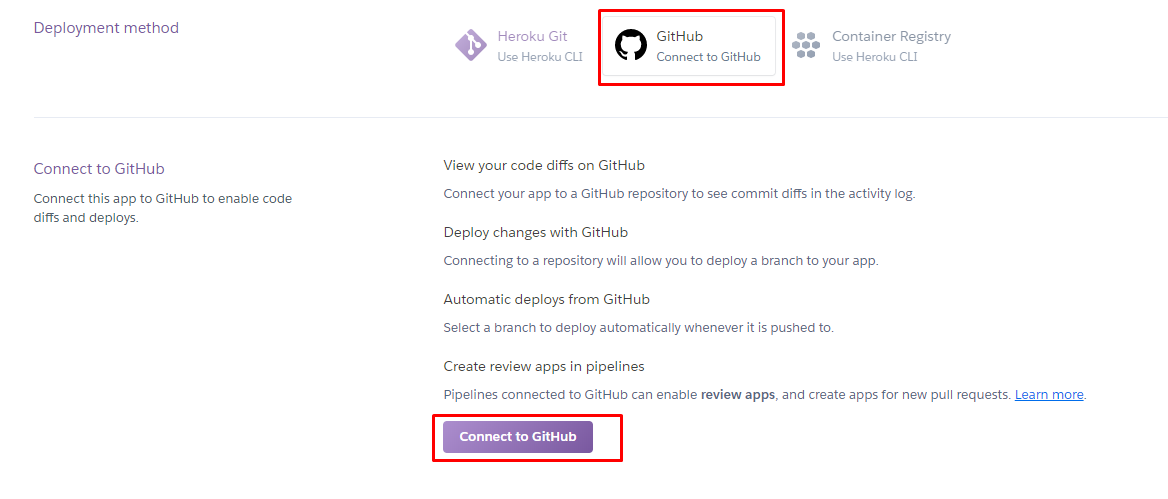 Deployment method
Heroku Git
Use Heroku CLI
GitHub
Connect to GitHub
Container Registry
Use Heroku CLI
Connect to GitHub
Connect this app to GitHub to enable code
diffs and deploys.
View your code diffs on GitHub
Connect your app to a GitHub repository to see commit diffs in the activity log.
Deploy changes with GitHub
Connecting to a repository will allow you to deploy a branch to your app.
Automatic deploys from GitHub
Select a branch to deploy automatically whenever it is pushed to.
Create review apps in pipelines
Pipelines connected to GitHub can enable review apps, and create apps for new pull requests. Learn more.
Connect to GitHub